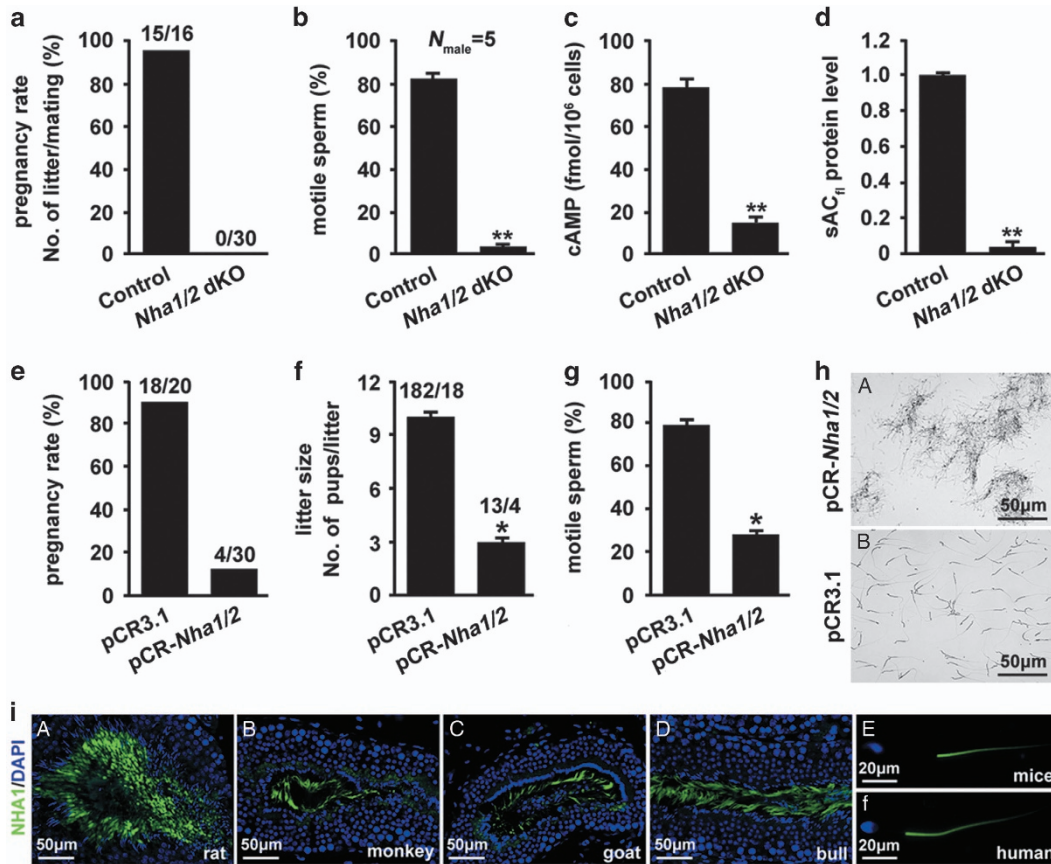 a
pregnancy rate
No. of litter/mating (%)
100
80
60
40
20
0
15/16
0/30
Control
Nha1/2 dKO
b
motile sperm (%)
100
80
60
40
20
0
Nmale=5
**
Control
Nha1/2 dKO
c
cAMP (fmol/10⁶ cells)
100
80
60
40
20
0
**
Control
Nha1/2 dKO
d
sACfl protein level
1.2
1.0
0.8
0.6
0.4
0.2
0
**
Control
Nha1/2 dKO
e
pregnancy rate (%)
100
80
60
40
20
0
18/20
4/30
pCR3.1
pCR-Nha1/2
f
litter size
No. of pups/litter
12
9
6
3
0
182/18
13/4
*
pCR3.1
pCR-Nha1/2
g
motile sperm (%)
100
80
60
40
20
0
*
pCR3.1
pCR-Nha1/2
h
pCR-Nha1/2
A
50µm
pCR3.1
B
50µm
i
NHA1/DAPI
A
50µm
rat
B
50µm
monkey
C
50µm
goat
D
50µm
bull
E
20µm
mice
f
20µm
human